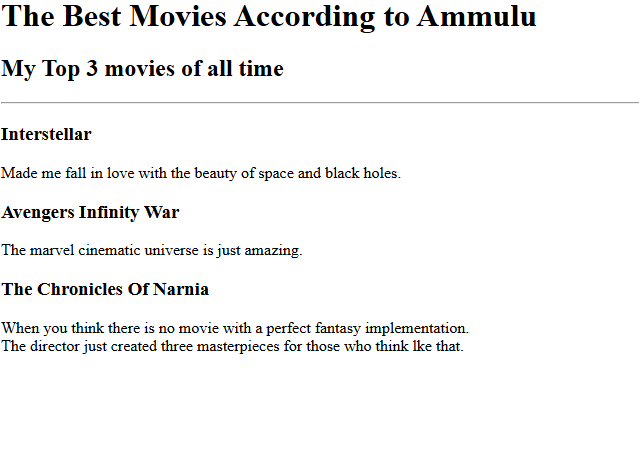 The Best Movies According to Ammulu
My Top 3 movies of all time
Interstellar
Made me fall in love with the beauty of space and black holes.
Avengers Infinity War
The marvel cinematic universe is just amazing.
The Chronicles Of Narnia
When you think there is no movie with a perfect fantasy implementation.
The director just created three masterpieces for those who think lke that.